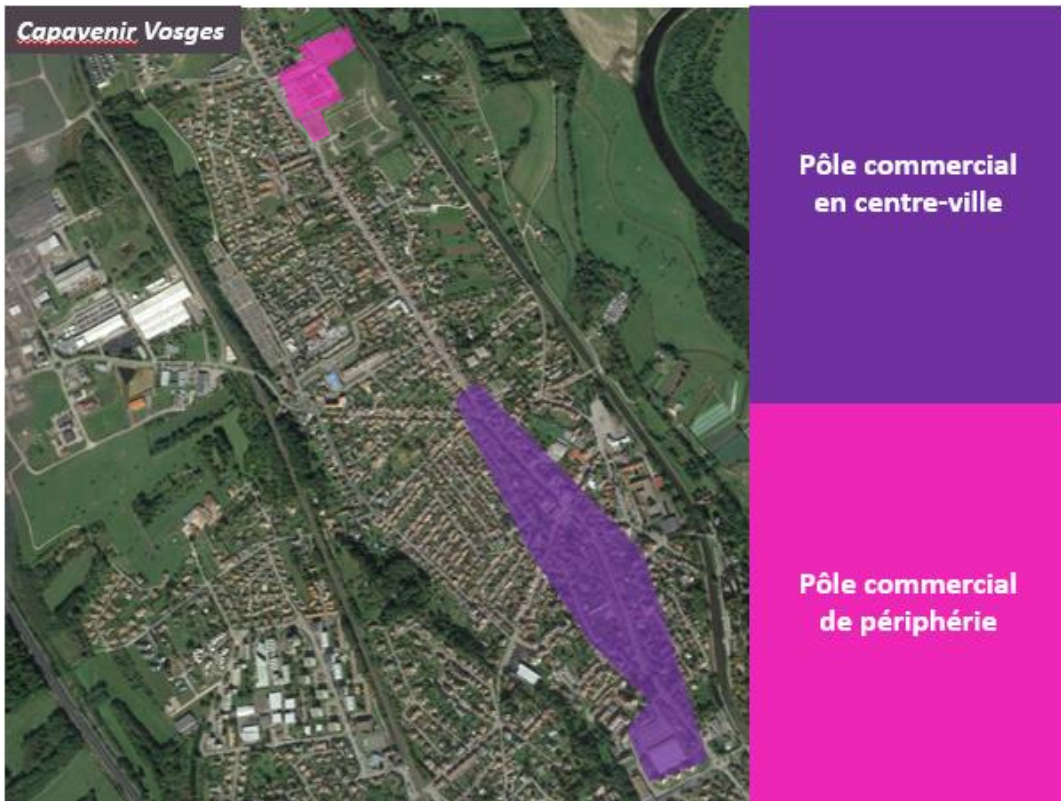 Capavenir Vosges
Pôle commercial
en centre-ville
Pôle commercial
de périphérie